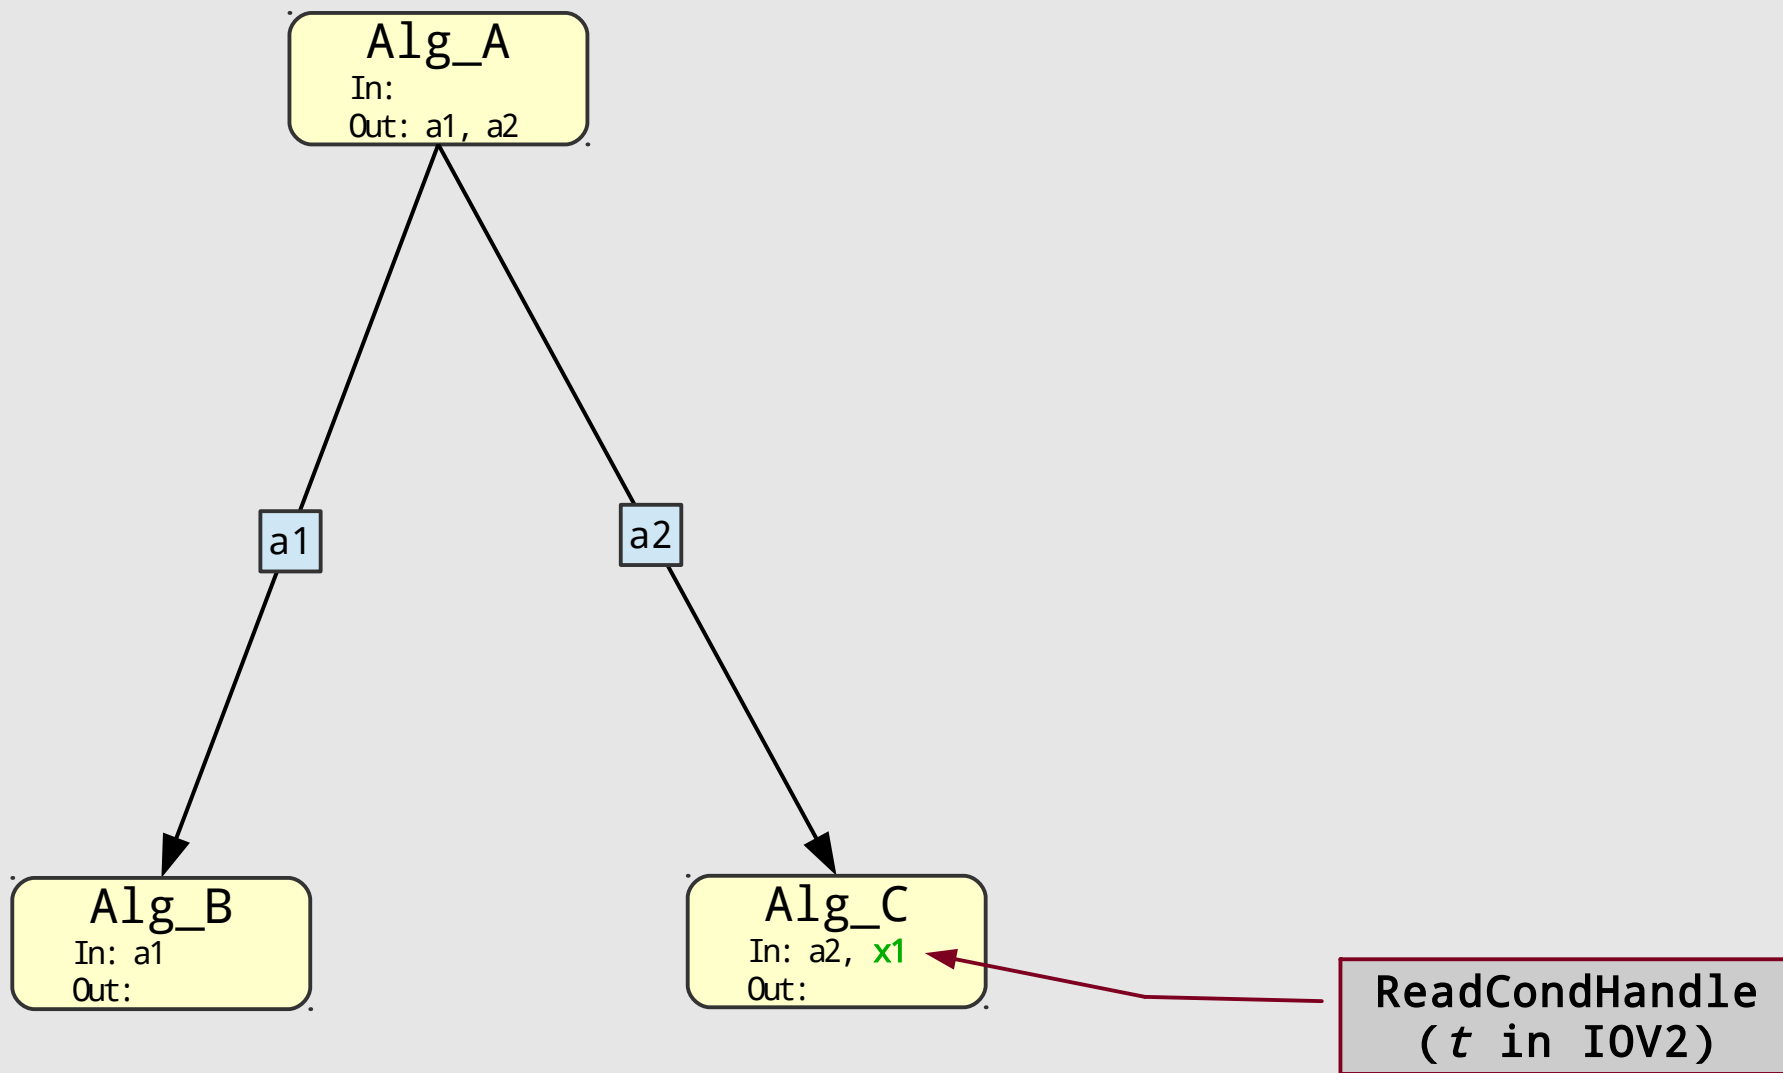 Alg_A
In:
Out: a1, a2
a1
a2
Alg_B
In: a1
Out:
Alg_C
In: a2, x1
Out:
ReadCondHandle
(t in IOV2)